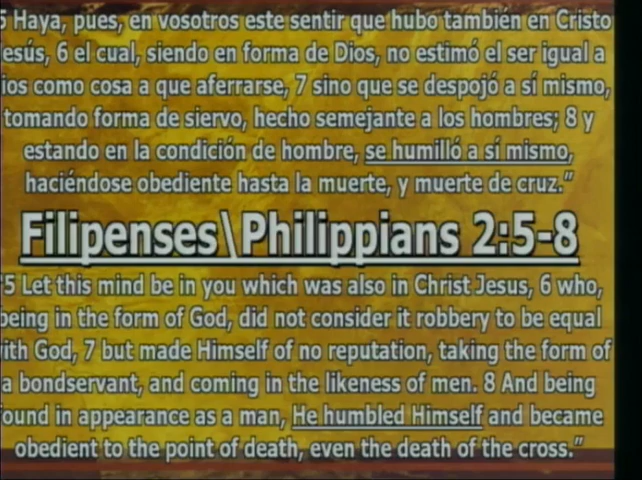 5 Haya, pues, en vosotros este sentir que hubo también en Cristo
esús, 6 el cual, siendo en forma de Dios, no estimó el ser igual a
ios como cosa a que aferrarse, 7 sino que se despojó a sí mismo,
tomando forma de siervo, hecho semejante a los hombres; 8 y
estando en la condición de hombre, se humilló a sí mismo,
haciéndose obediente hasta la muerte, y muerte de cruz."
Filipenses\Philippians 2:5-8
"5 Let this mind be in you which was also in Christ Jesus, 6 who,
being in the form of God, did not consider it robbery to be equal
ith God, 7 but made Himself of no reputation, taking the form of
a bondservant, and coming in the likeness of men. 8 And being
ound in appearance as a man, He humbled Himself and became
obedient to the point of death, even the death of the cross."